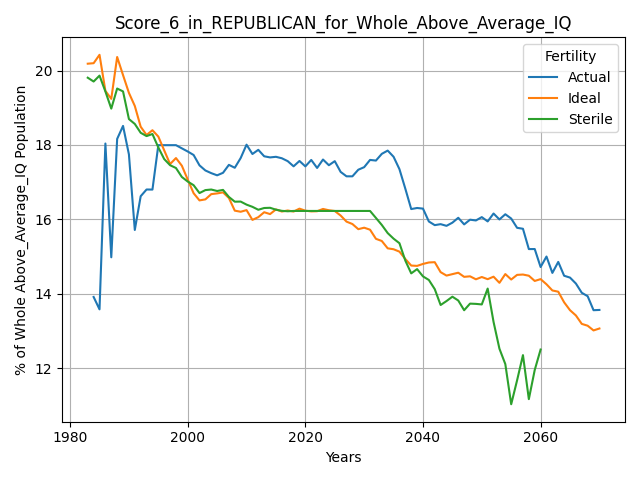 Score_6_in_REPUBLICAN_for_Whole_Above_Average_IQ
% of Whole Above_Average_IQ Population
20
18
16
14
12
Fertility
Actual
Ideal
Sterile
1980
2000
2020
2040
2060
Years